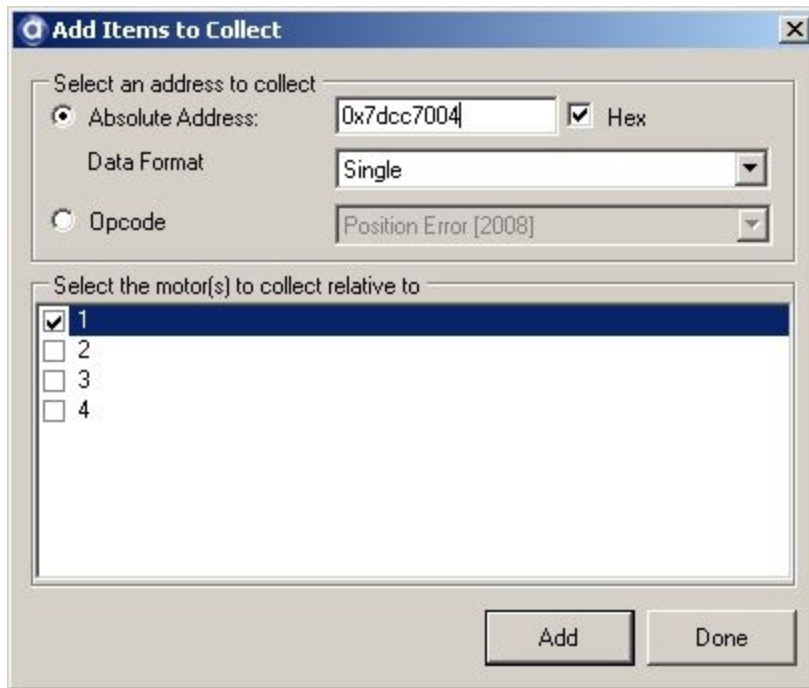 Add Items to Collect
Select an address to collect
Absolute Address: 0x7dcc7004 Hex
Data Format Single
Opcode Position Error [2008]
Select the motor(s) to collect relative to
1
2
3
4
Add Done